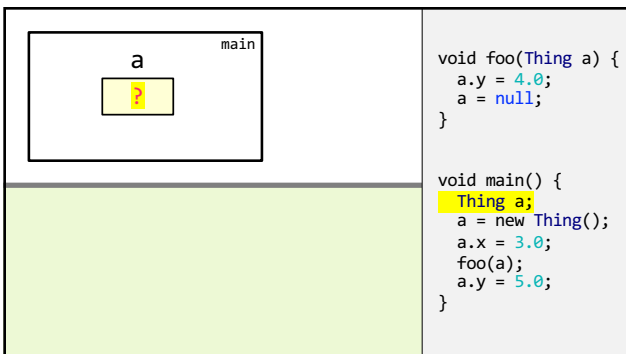 main
a
?
void foo(Thing a) {
  a.y = 4.0;
  a = null;
}
void main() {
  Thing a;
  a = new Thing();
  a.x = 3.0;
  foo(a);
  a.y = 5.0;
}